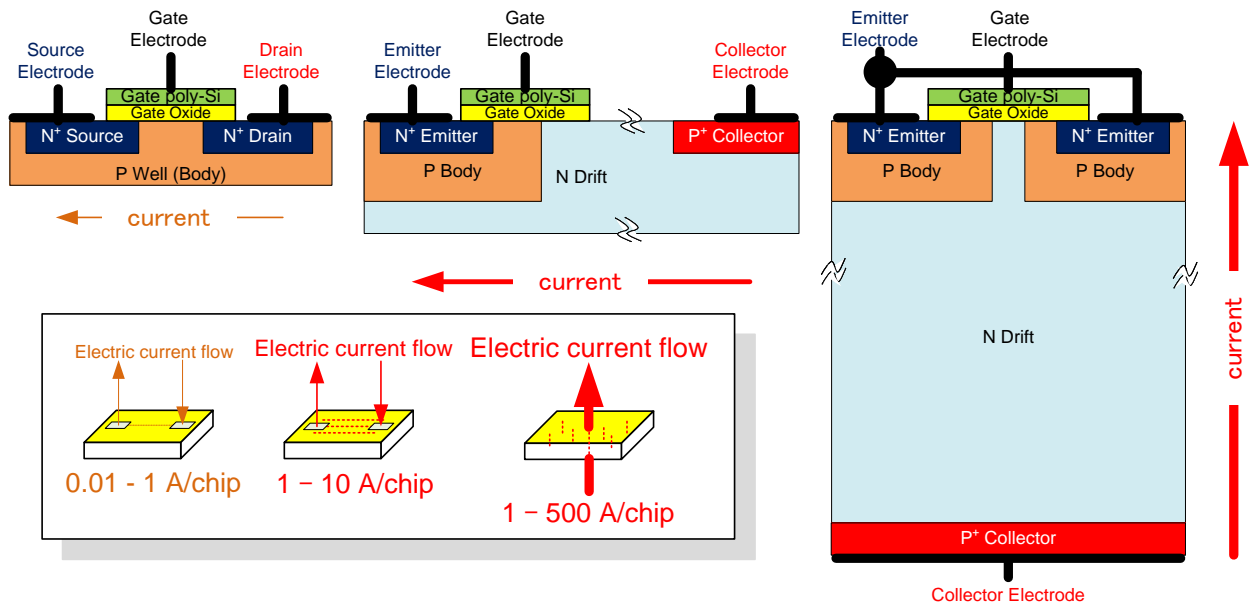 Gate
Electrode
Source
Electrode
Drain
Electrode
Gate poly-Si
Gate Oxide
N⁺ Source
N⁺ Drain
P Well (Body)
current
Gate
Electrode
Emitter
Electrode
Collector
Electrode
Gate poly-Si
Gate Oxide
N⁺ Emitter
P⁺ Collector
P Body
N Drift
current
Emitter
Electrode
Gate
Electrode
Gate poly-Si
Gate Oxide
N⁺ Emitter
N⁺ Emitter
P Body
P Body
N Drift
P⁺ Collector
Collector Electrode
current
Electric current flow
0.01 - 1 A/chip
Electric current flow
1 – 10 A/chip
Electric current flow
1 – 500 A/chip